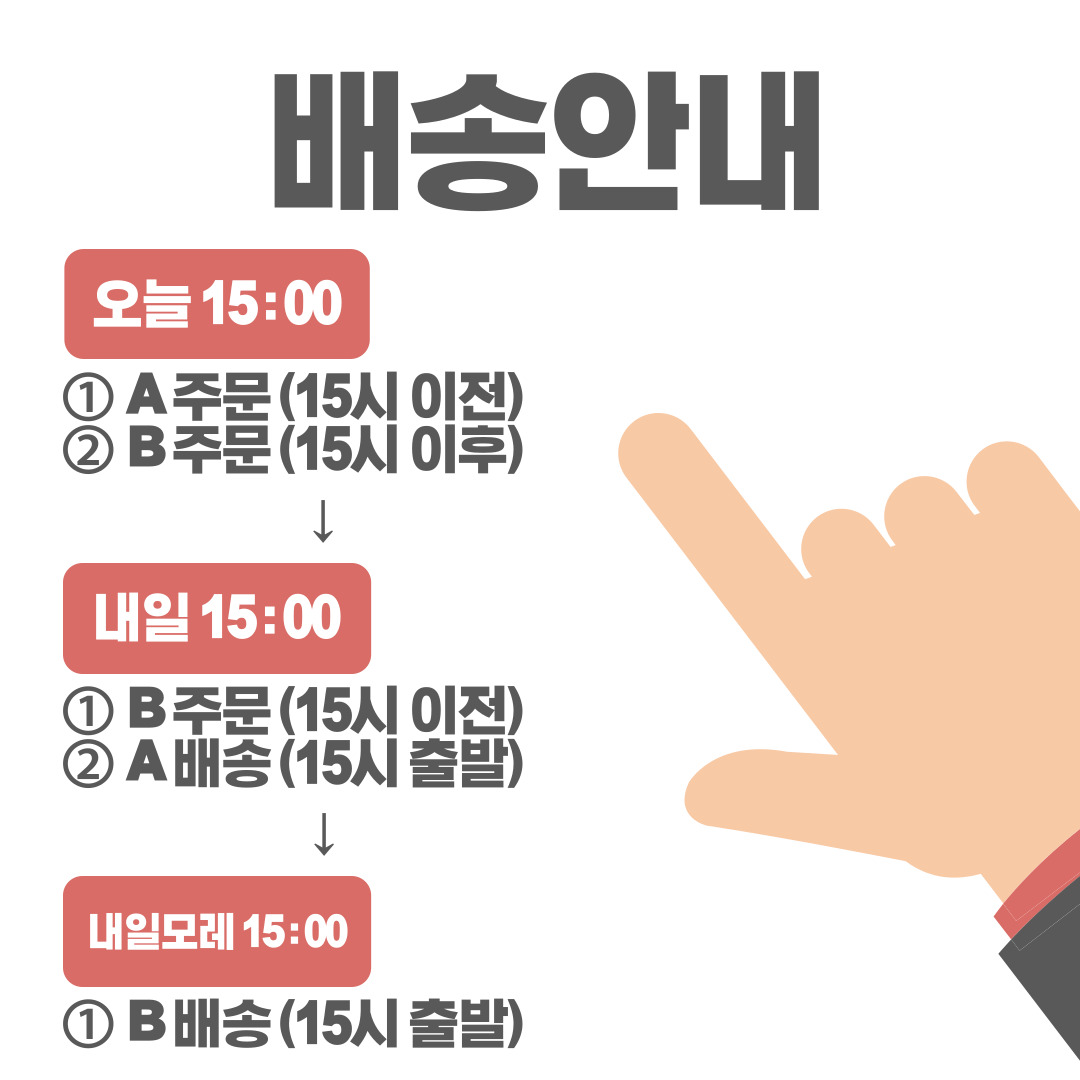 배송안내
오늘 15:00
① A 주문 (15시 이전)
② B 주문 (15시 이후)
↓
내일 15:00
① B 주문 (15시 이전)
② A 배송 (15시 출발)
↓
내일모레 15:00
① B 배송 (15시 출발)